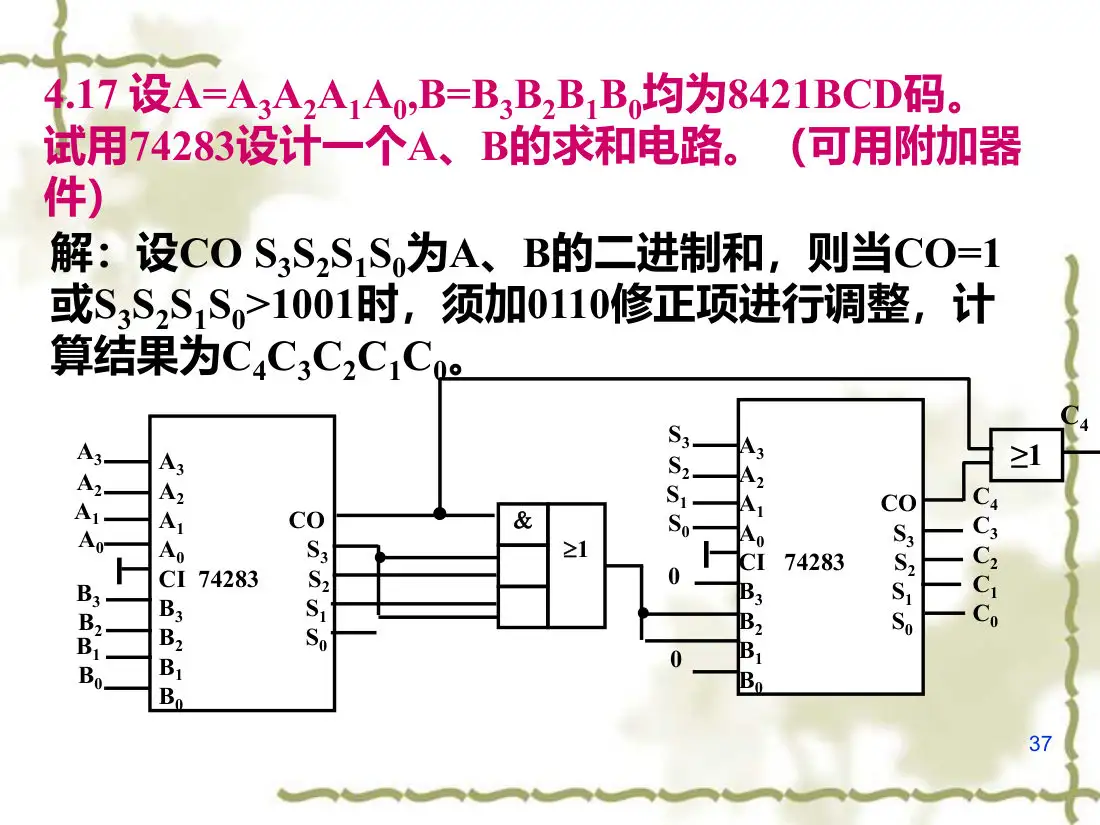 4.17 设A=A3A2A1A0,B=B3B2B1B0均为8421BCD码。
试用74283设计一个A、B的求和电路。（可用附加器
件）
解：设CO S3S2S1S0为A、B的二进制和，则当CO=1
或S3S2S1S0>1001时，须加0110修正项进行调整，计
算结果为C4C3C2C1C0。
A3
A2
A1
A0
B3
B2
B1
B0
A3
A2
A1
A0
CI 74283
B3
B2
B1
B0
CO
S3
S2
S1
S0
&
≥1
S3
S2
S1
S0
0
0
A3
A2
A1
A0
CI 74283
B3
B2
B1
B0
CO
S3
S2
S1
S0
≥1
C4
C4
C3
C2
C1
C0
37